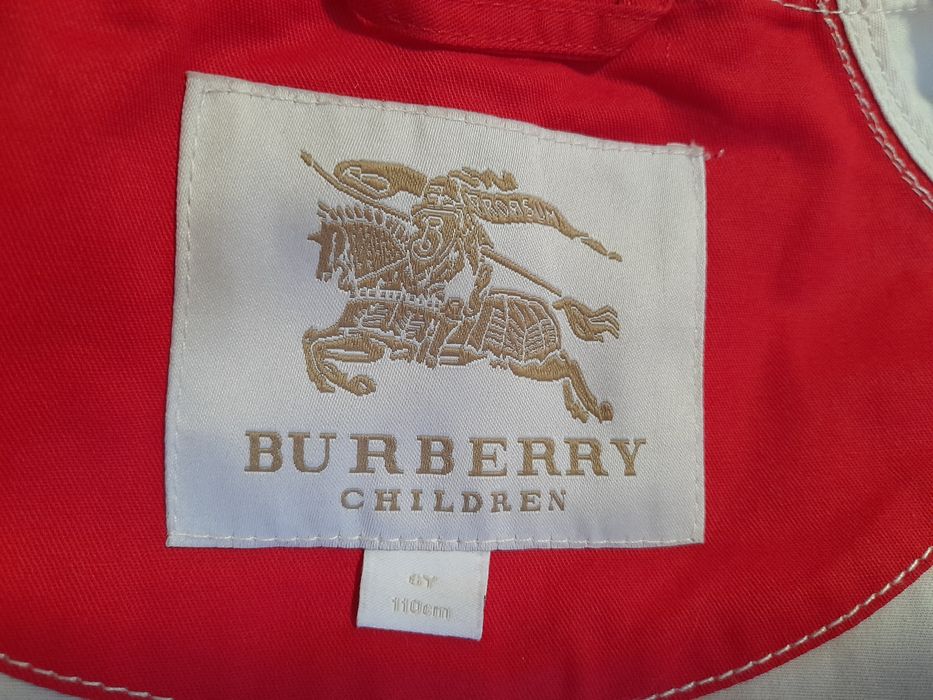 PRORSUM
BURBERRY
CHILDREN
6Y
110cm